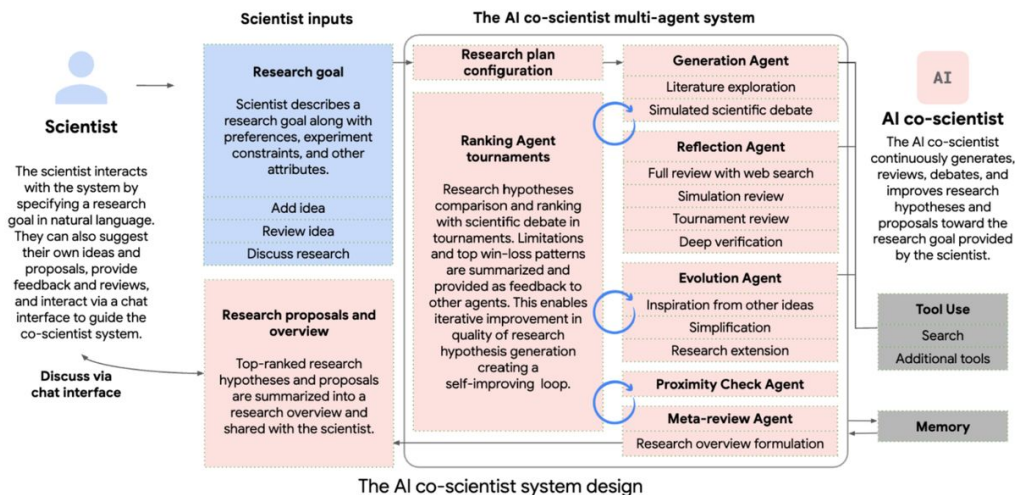 Scientist inputs
The AI co-scientist multi-agent system
Scientist
The scientist interacts
with the system by
specifying a research
goal in natural language.
They can also suggest
their own ideas and
proposals, provide
feedback and reviews,
and interact via a chat
interface to guide the
co-scientist system.
Discuss via
chat interface
Research goal
Scientist describes a
research goal along with
preferences, experiment
constraints, and other
attributes.
Add idea
Review idea
Discuss research
Research proposals and
overview
Top-ranked research
hypotheses and proposals
are summarized into a
research overview and
shared with the scientist.
Research plan
configuration
Ranking Agent
tournaments
Research hypotheses
comparison and ranking
with scientific debate in
tournaments. Limitations
and top win-loss patterns
are summarized and
provided as feedback to
other agents. This enables
iterative improvement in
quality of research
hypothesis generation
creating a
self-improving loop.
Generation Agent
Literature exploration
Simulated scientific debate
Reflection Agent
Full review with web search
Simulation review
Tournament review
Deep verification
Evolution Agent
Inspiration from other ideas
Simplification
Research extension
Proximity Check Agent
Meta-review Agent
Research overview formulation
AI
AI co-scientist
The AI co-scientist
continuously generates,
reviews, debates, and
improves research
hypotheses and
proposals toward the
research goal provided
by the scientist.
Tool Use
Search
Additional tools
Memory
The AI co-scientist system design